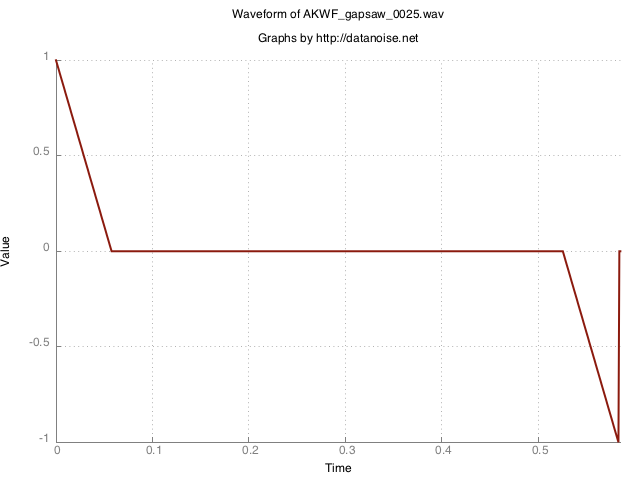 Waveform of AKWF_gapsaw_0025.wav
Graphs by http://datanoise.net
1
0.5
0
-0.5
-1
Value
0 0.1 0.2 0.3 0.4 0.5
Time